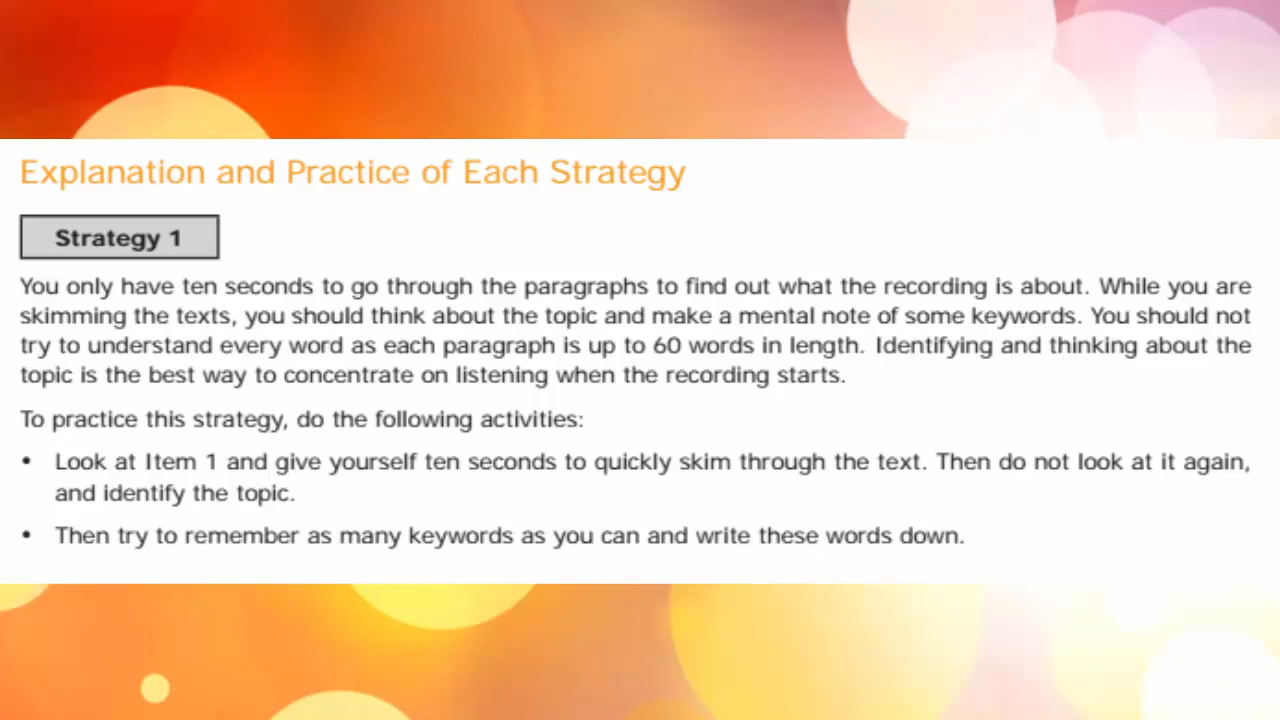 Explanation and Practice of Each Strategy
Strategy 1
You only have ten seconds to go through the paragraphs to find out what the recording is about. While you are
skimming the texts, you should think about the topic and make a mental note of some keywords. You should not
try to understand every word as each paragraph is up to 60 words in length. Identifying and thinking about the
topic is the best way to concentrate on listening when the recording starts.
To practice this strategy, do the following activities:
• Look at Item 1 and give yourself ten seconds to quickly skim through the text. Then do not look at it again,
and identify the topic.
• Then try to remember as many keywords as you can and write these words down.